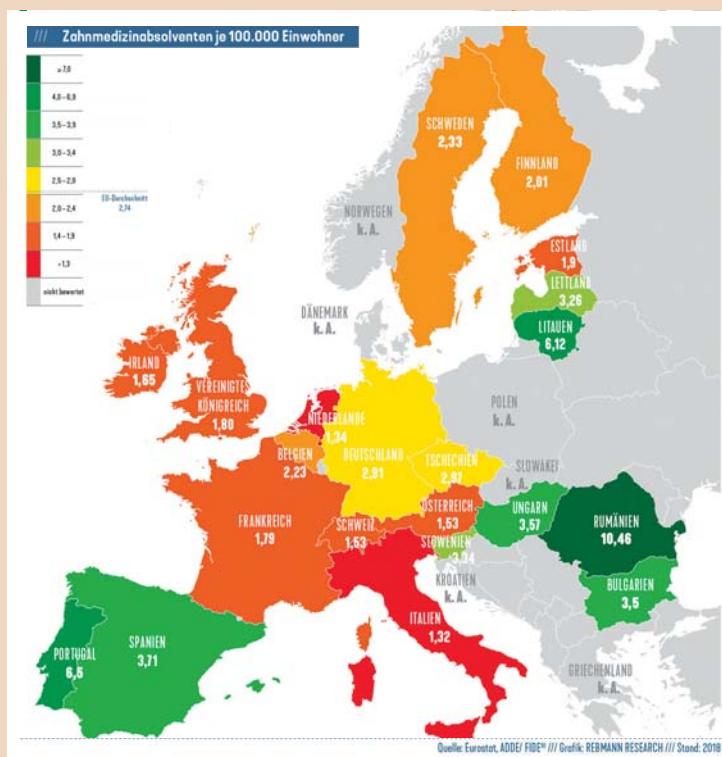 /// Zahnmedizinabsolventen je 100.000 Einwohner
>7,0
4,0–6,9
3,5–3,9
3,0–3,4
2,5–2,9
EU-Durchschnitt
2,74
2,0–2,4
1,4–1,9
<1,3
nicht bewertet
SCHWEDEN
2,33
FINNLAND
2,01
NORWEGEN
k. A.
ESTLAND
1,9
LETTLAND
3,26
LITAUEN
6,12
DÄNEMARK
k. A.
IRLAND
1,65
VEREINIGTES
KÖNIGREICH
1,80
NIEDERLANDE
1,34
POLEN
k. A.
BELGIEN
2,23
DEUTSCHLAND
2,91
TSCHECHIEN
2,97
SLOWAKEI
k. A.
FRANKREICH
1,79
SCHWEIZ
1,53
ÖSTERREICH
1,53
UNGARN
3,57
RUMÄNIEN
10,46
SLOWENIEN
3,34
KROATIEN
k. A.
BULGARIEN
3,5
ITALIEN
1,32
PORTUGAL
6,5
SPANIEN
3,71
GRIECHENLAND
k. A.
Quelle: Eurostat, ADDE/ FIDE /// Grafik: REBMANN RESEARCH /// Stand: 2018